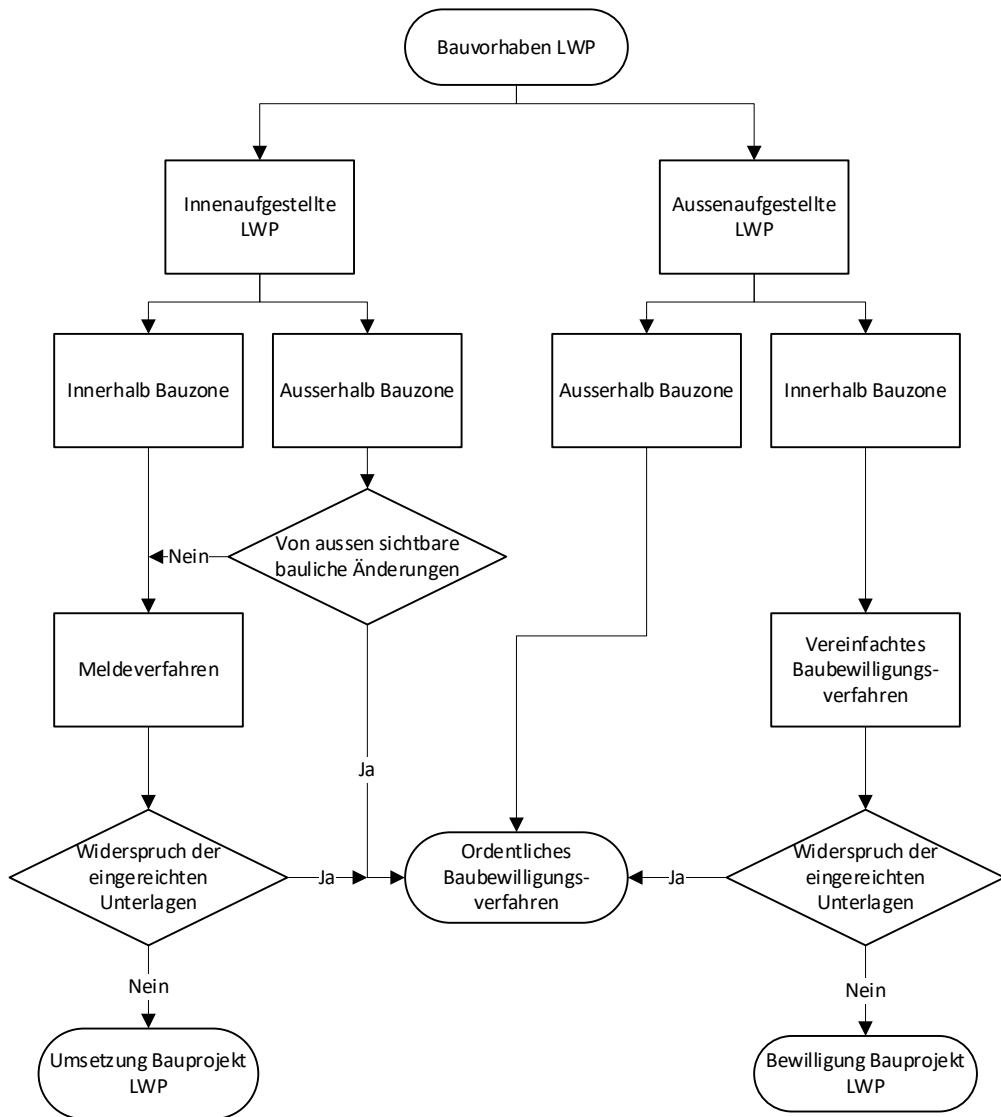 Bauvorhaben LWP
Innenaufgestellte
LWP
Aussenaufgestellte
LWP
Innerhalb Bauzone
Ausserhalb Bauzone
Ausserhalb Bauzone
Innerhalb Bauzone
Von aussen sichtbare
bauliche Änderungen
Nein
Meldeverfahren
Vereinfachtes
Baubewilligungs-
verfahren
Ja
Widerspruch der
eingereichten
Unterlagen
Ja
Ordentliches
Baubewilligungs-
verfahren
Ja
Widerspruch der
eingereichten
Unterlagen
Nein
Nein
Umsetzung Bauprojekt
LWP
Bewilligung Bauprojekt
LWP